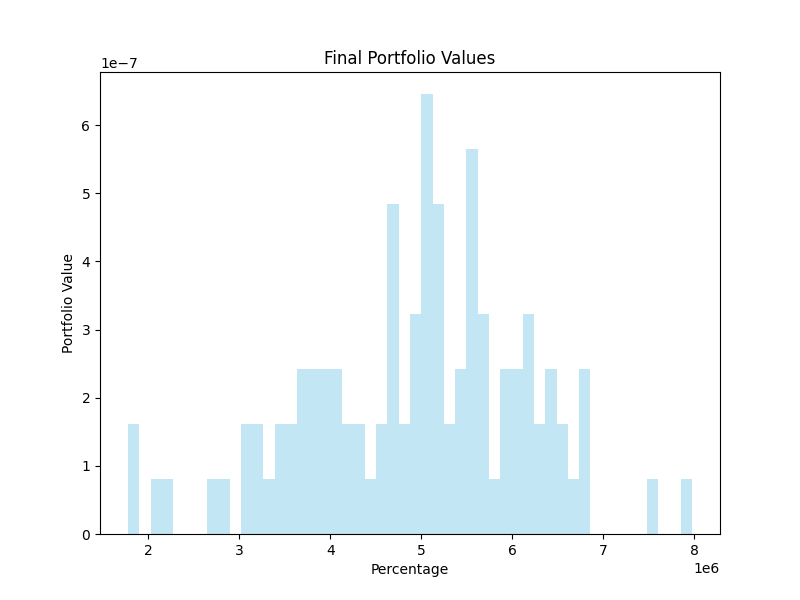 Final Portfolio Values
1e−7
6
5
4
3
2
1
0
Portfolio Value
2 3 4 5 6 7 8
1e6
Percentage